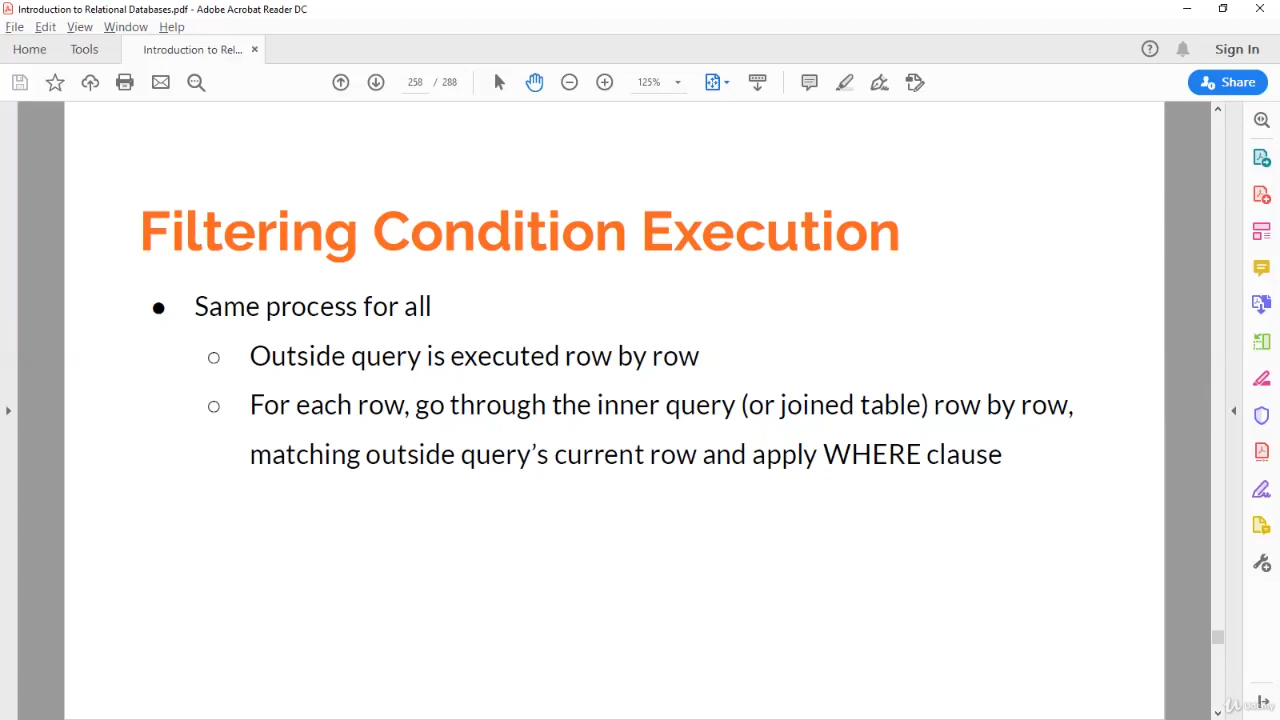 Introduction to Relational Databases.pdf - Adobe Acrobat Reader DC
File Edit View Window Help
Home Tools Introduction to Rel... × Sign In
258 / 288 125% Share
Filtering Condition Execution
● Same process for all
○ Outside query is executed row by row
○ For each row, go through the inner query (or joined table) row by row,
matching outside query’s current row and apply WHERE clause
Udemy